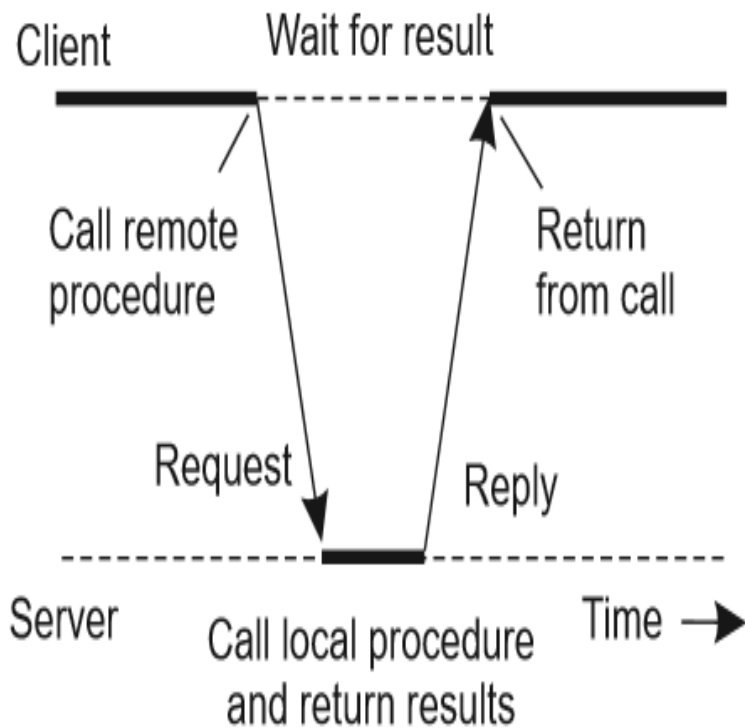 Client
Wait for result
Call remote
procedure
Return
from call
Request
Reply
Server
Call local procedure
and return results
Time